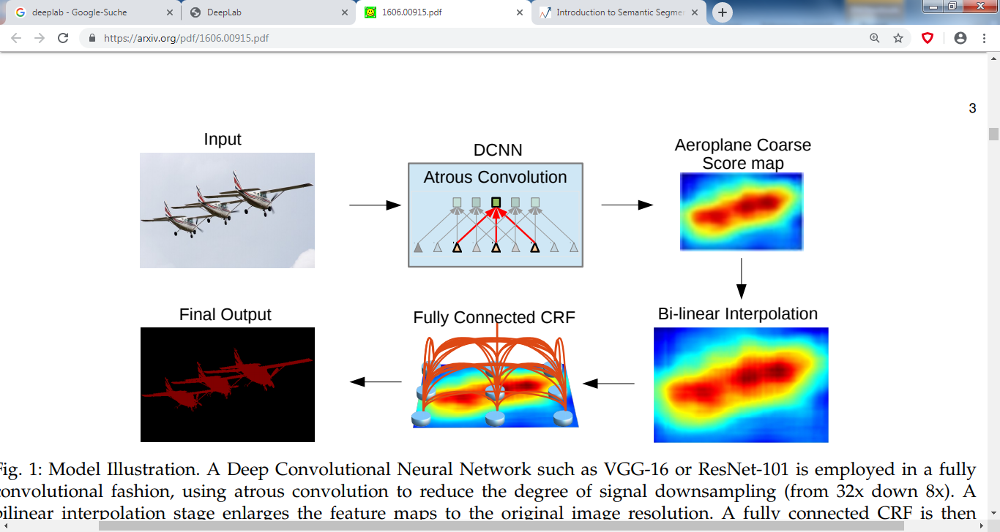 deeplab - Google-Suche
DeepLab
1606.00915.pdf
Introduction to Semantic Segme
https://arxiv.org/pdf/1606.00915.pdf
3
Input
DCNN
Atrous Convolution
Aeroplane Coarse
Score map
Final Output
Fully Connected CRF
Bi-linear Interpolation
Fig. 1: Model Illustration. A Deep Convolutional Neural Network such as VGG-16 or ResNet-101 is employed in a fully
convolutional fashion, using atrous convolution to reduce the degree of signal downsampling (from 32x down 8x). A
bilinear interpolation stage enlarges the feature maps to the original image resolution. A fully connected CRF is then